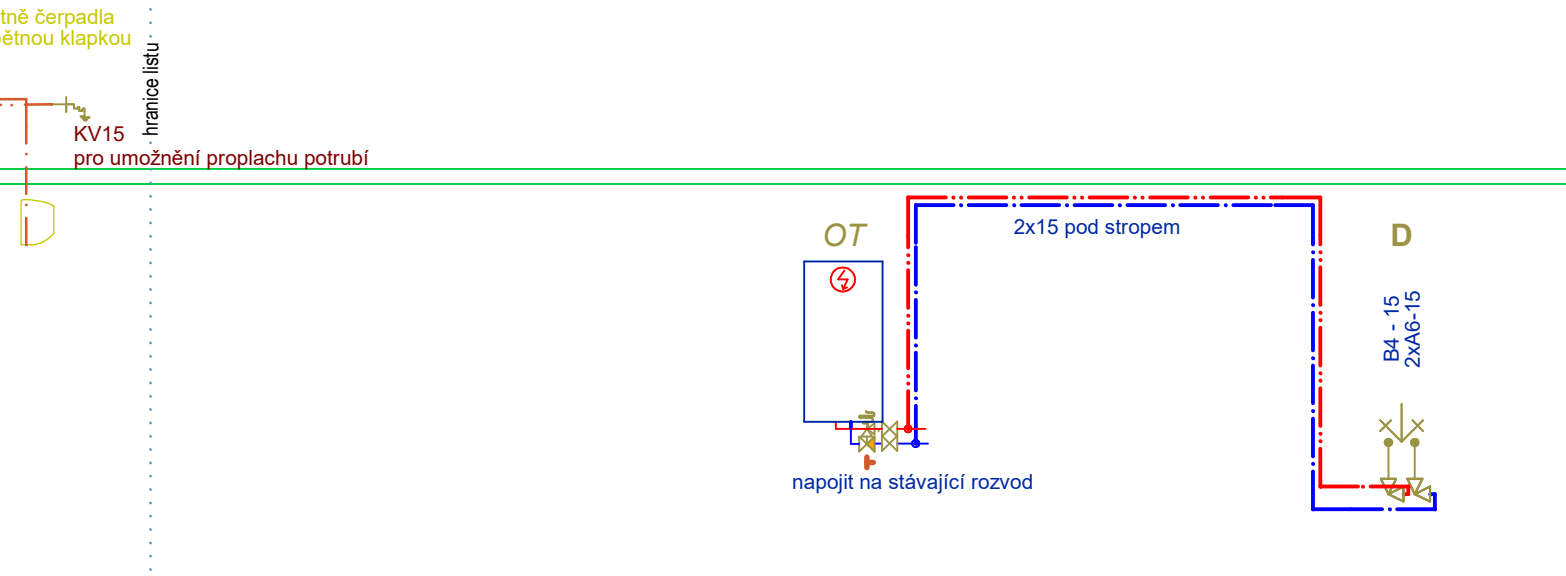 tně čerpadla
ětnou klapkou
hranice listu
KV15
pro umožnění proplachu potrubí
OT
2x15 pod stropem
D
B4 - 15
2xA6-15
napojit na stávající rozvod